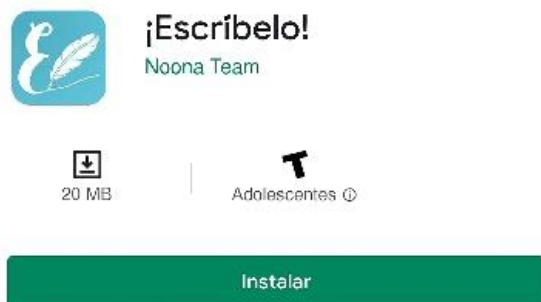 ¡Escríbelo!
Noona Team
20 MB
Adolescentes
Instalar